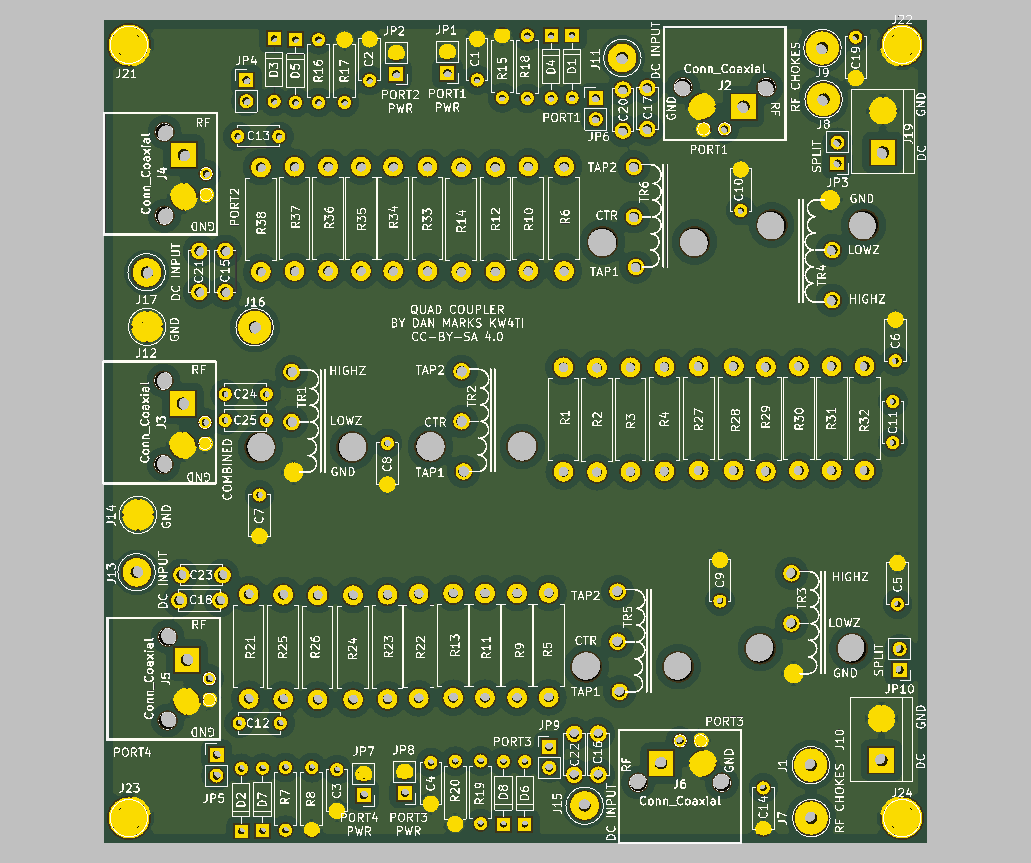 J22
J21
JP4
D3
D5
R16
R17
C2
JP2
PORT2
PWR
JP1
PORT1
PWR
C1
R15
R18
D4
D1
PORT1
JP6
J11
DC INPUT
C20
C17
Conn_Coaxial
J2
GND
RF
PORT1
J9
J8
RF CHOKES
C19
J19
GND
DC
SPLIT
JP3
RF
Conn_Coaxial
J4
GND
C13
PORT2
R38
R37
R36
R35
R34
R33
R14
R12
R10
R6
TAP2
CTR
TAP1
TR6
C10
GND
LOWZ
HIGHZ
TR4
J17
DC INPUT
C21
C15
J16
GND
J12
QUAD COUPLER
BY DAN MARKS KW4TI
CC-BY-SA 4.0
C6
RF
Conn_Coaxial
J3
GND
C24
C25
COMBINED
HIGHZ
TR1
LOWZ
GND
C8
TAP2
TR2
CTR
TAP1
R1
R2
R3
R4
R27
R28
R29
R30
R31
R32
C11
C7
J14
GND
J13
DC INPUT
C23
C18
RF
Conn_Coaxial
J5
GND
PORT4
R21
R25
R26
R24
R23
R22
R13
R11
R9
R5
C12
TAP2
TR5
CTR
TAP1
C9
HIGHZ
TR3
LOWZ
GND
C5
SPLIT
JP10
J10
GND
DC
JP5
J23
D2
D7
R7
R8
C3
JP7
PORT4
PWR
JP8
PORT3
PWR
C4
R20
R19
D8
D6
PORT3
JP9
C22
C16
J15
DC INPUT
PORT3
RF
J6
GND
Conn_Coaxial
C14
J1
J7
RF CHOKES
J24